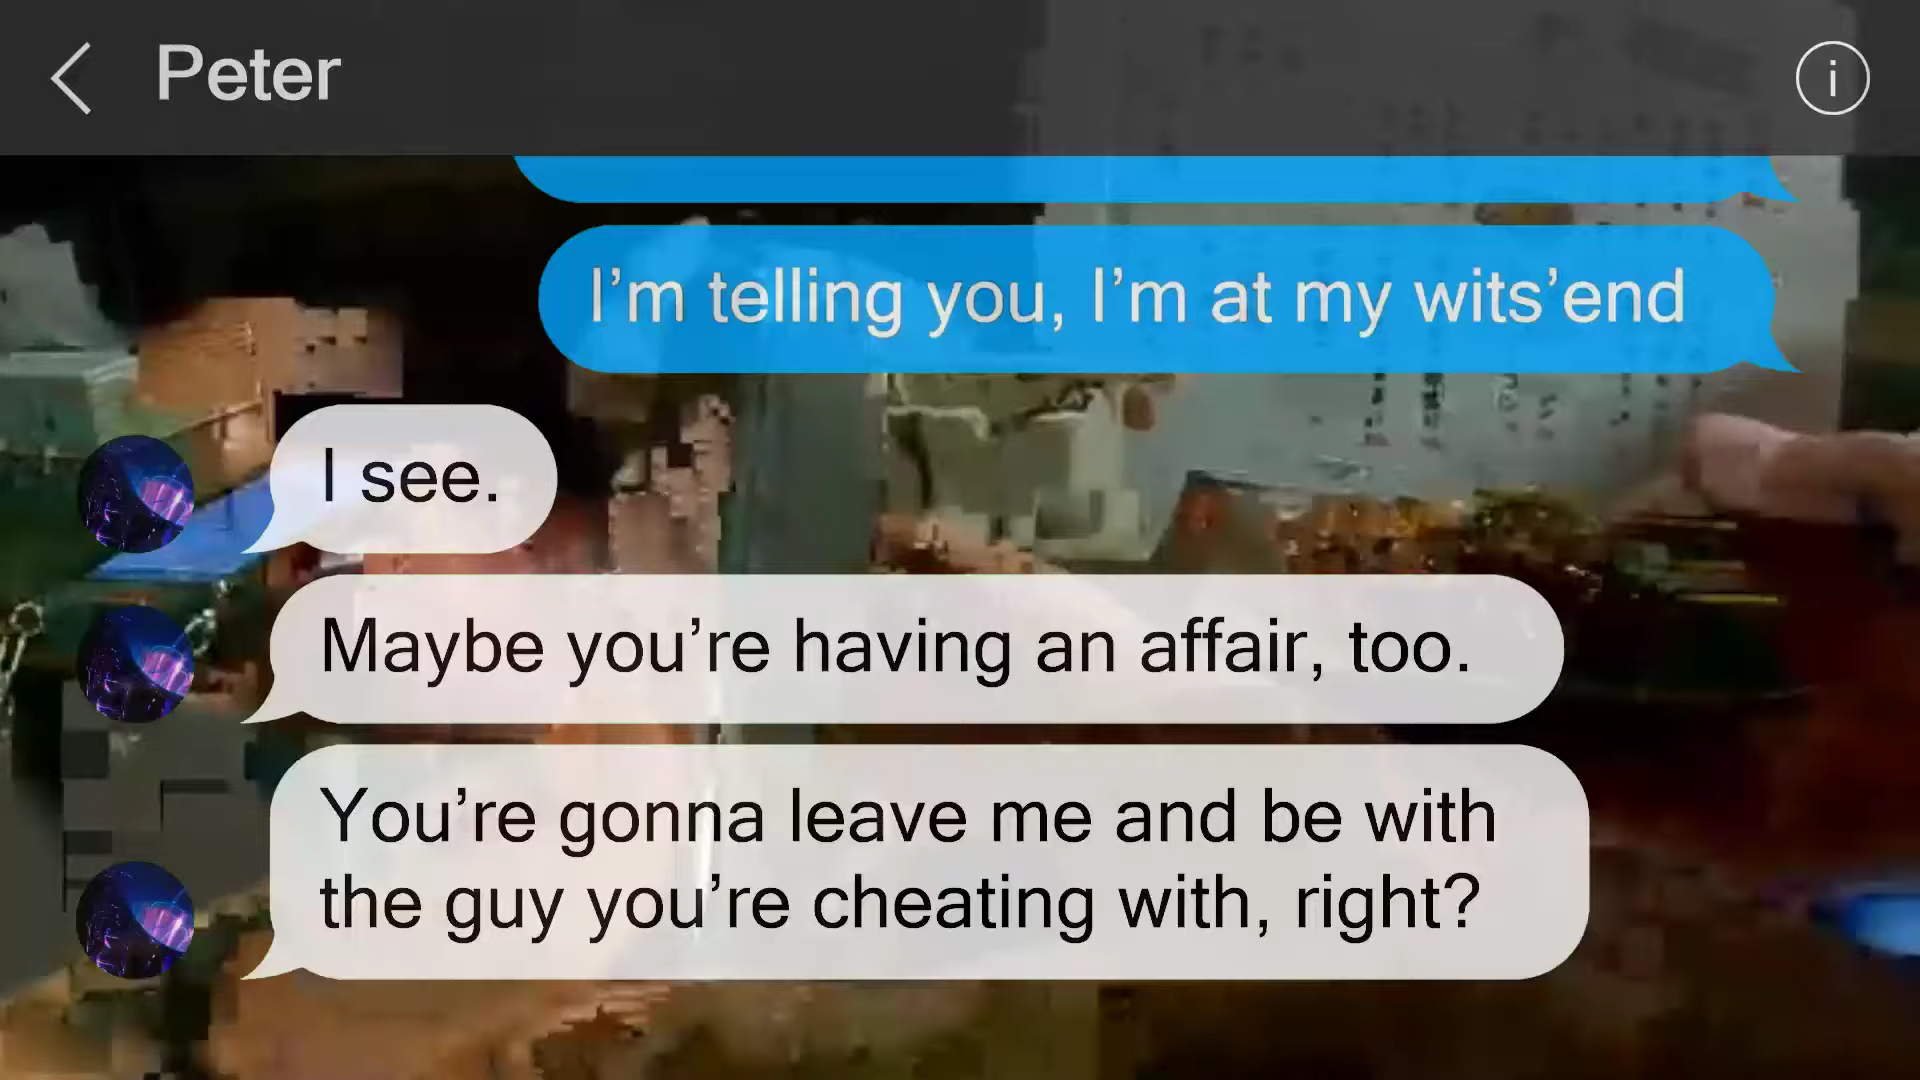 Peter
i
I’m telling you, I’m at my wits’end
I see.
Maybe you’re having an affair, too.
You’re gonna leave me and be with
the guy you’re cheating with, right?